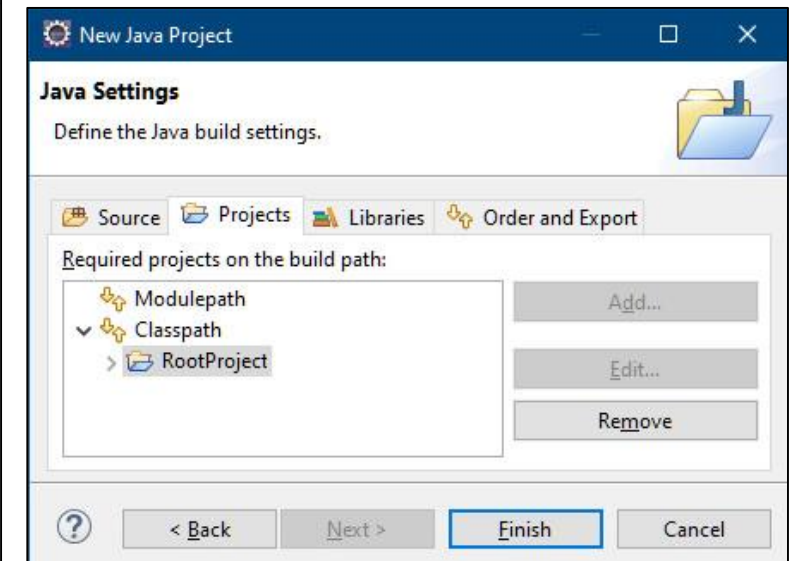 New Java Project
Java Settings
Define the Java build settings.
Source Projects Libraries Order and Export
Required projects on the build path:
Modulepath
Add...
Classpath
RootProject
Edit...
Remove
?
< Back Next > Finish Cancel